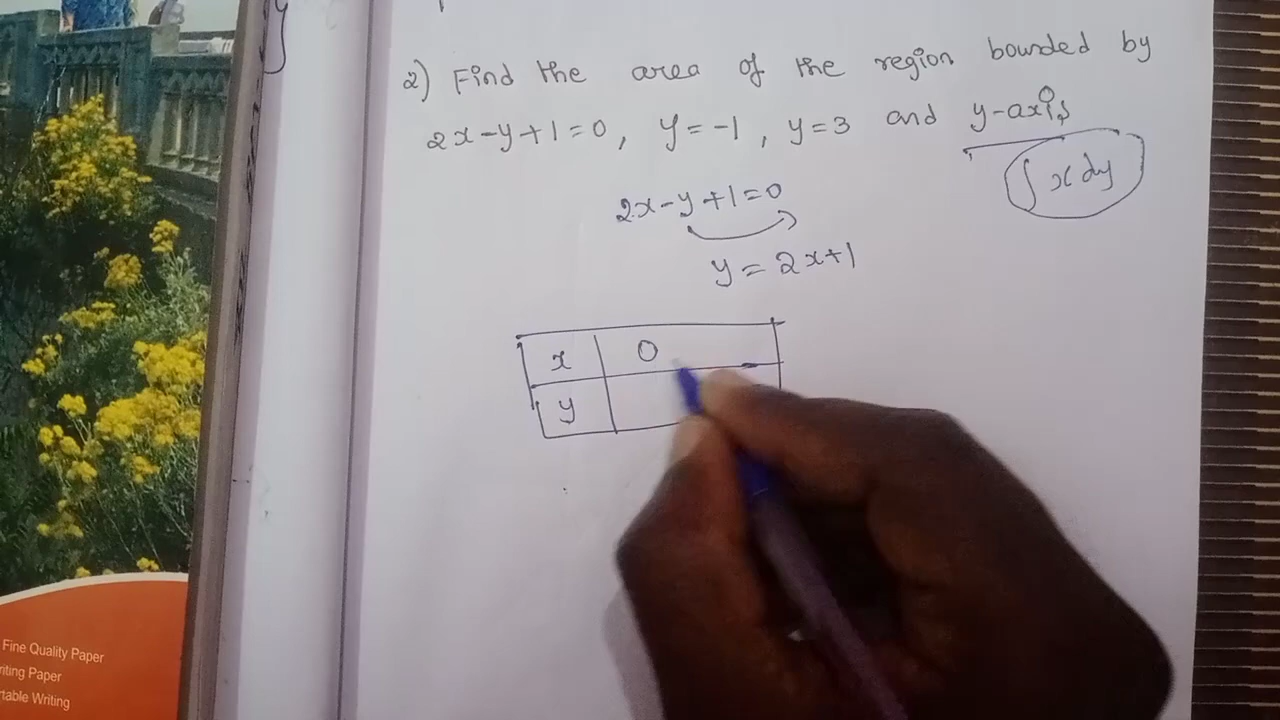 2) Find the area of the region bounded by
2x-y+1=0, y=-1, y=3 and y-axis
∫x dy
2x-y+1=0
y=2x+1
x 0
y
Fine Quality Paper
riting Paper
rtable Writing